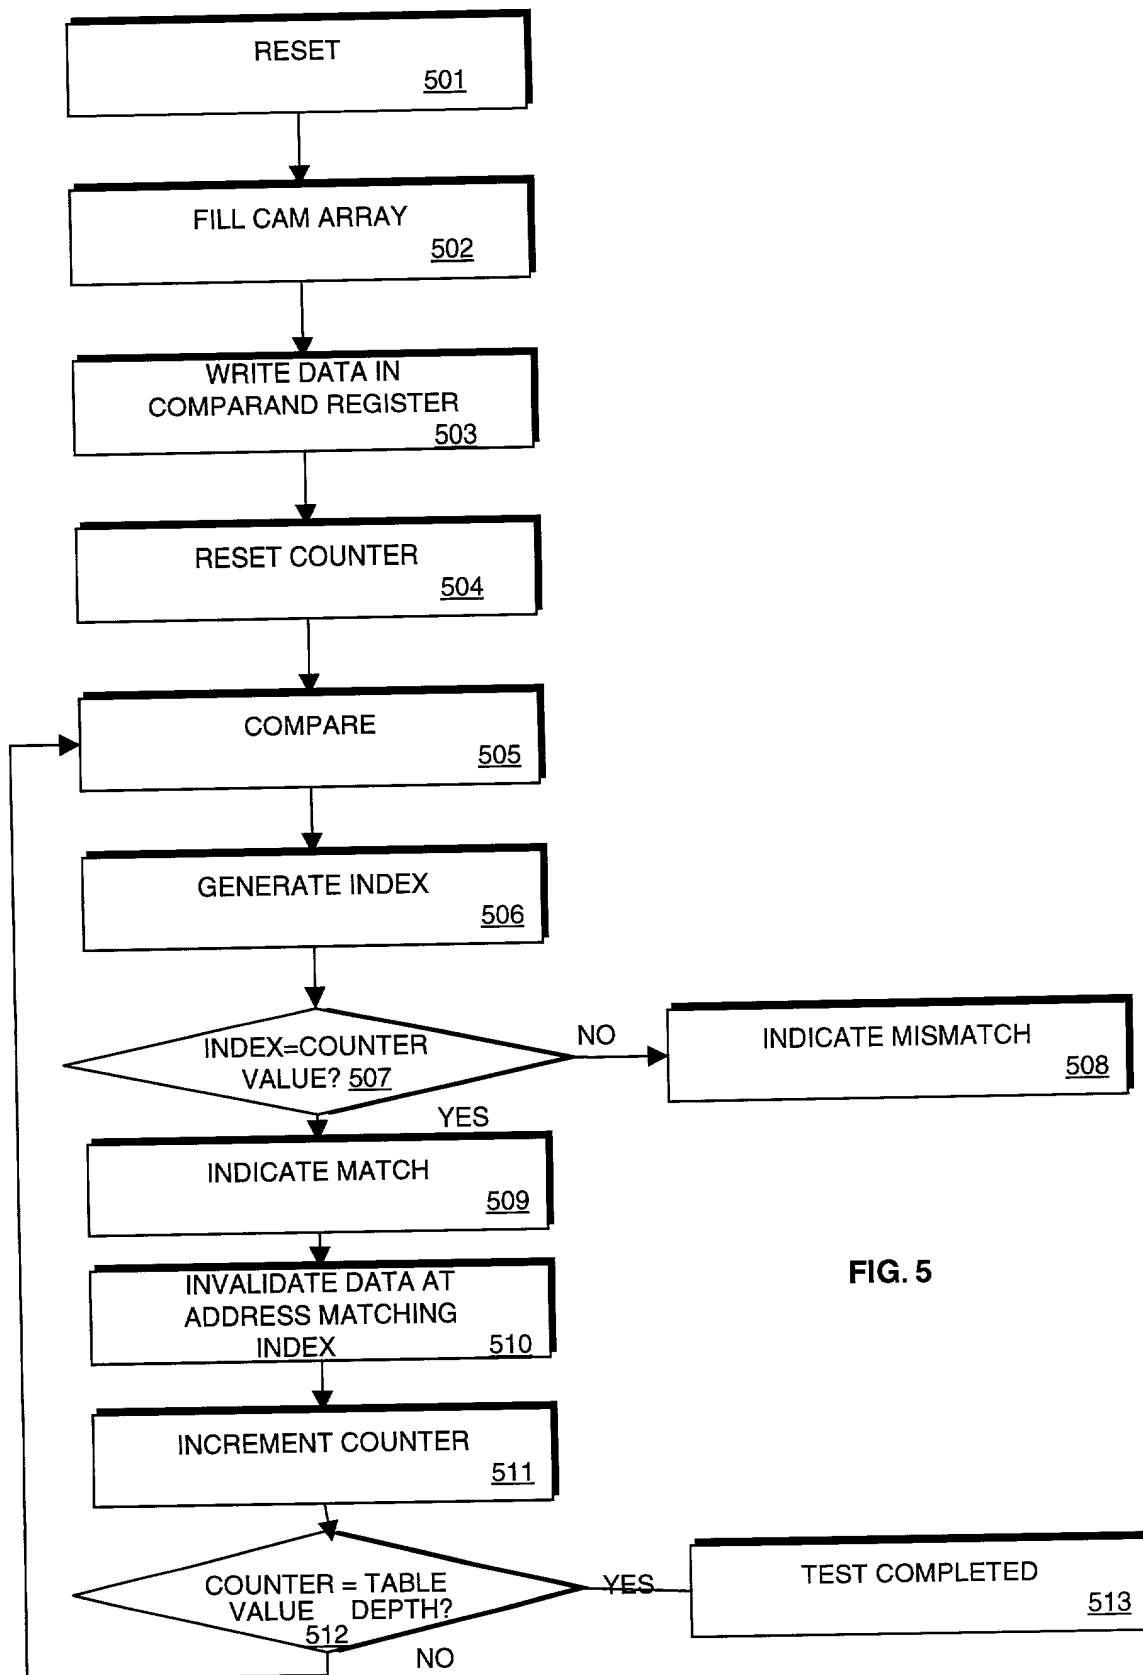 RESET
501
FILL CAM ARRAY
502
WRITE DATA IN
COMPARAND REGISTER
503
RESET COUNTER
504
COMPARE
505
GENERATE INDEX
506
INDEX=COUNTER
VALUE? 507
NO
INDICATE MISMATCH
508
YES
INDICATE MATCH
509
INVALIDATE DATA AT
ADDRESS MATCHING
INDEX 510
FIG. 5
INCREMENT COUNTER
511
COUNTER = TABLE
VALUE DEPTH?
512
YES
TEST COMPLETED
513
NO